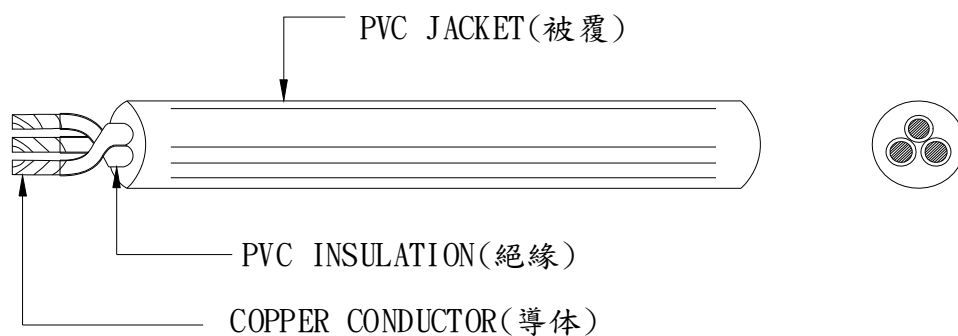 PVC JACKET(被覆)
PVC INSULATION(絕緣)
COPPER CONDUCTOR(導体)